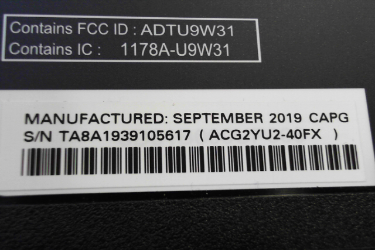 Contains FCC ID : ADTU9W31
Contains IC : 1178A-U9W31
MANUFACTURED: SEPTEMBER 2019 CAPG
S/N TA8A1939105617 ( ACG2YU2-40FX )